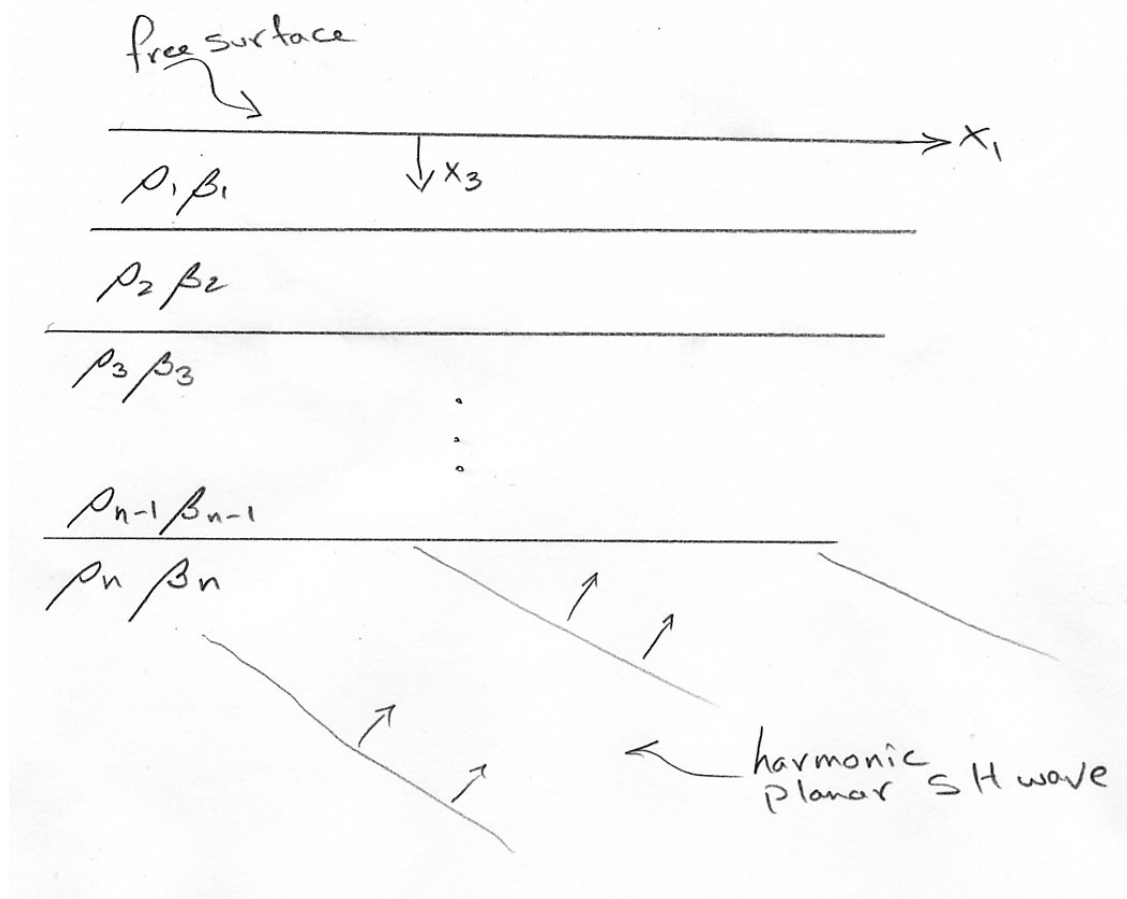 free surface
X₁
X₃
ρ₁ β₁
ρ₂ β₂
ρ₃ β₃
ρₙ₋₁ βₙ₋₁
ρₙ βₙ
harmonic
planar SH wave